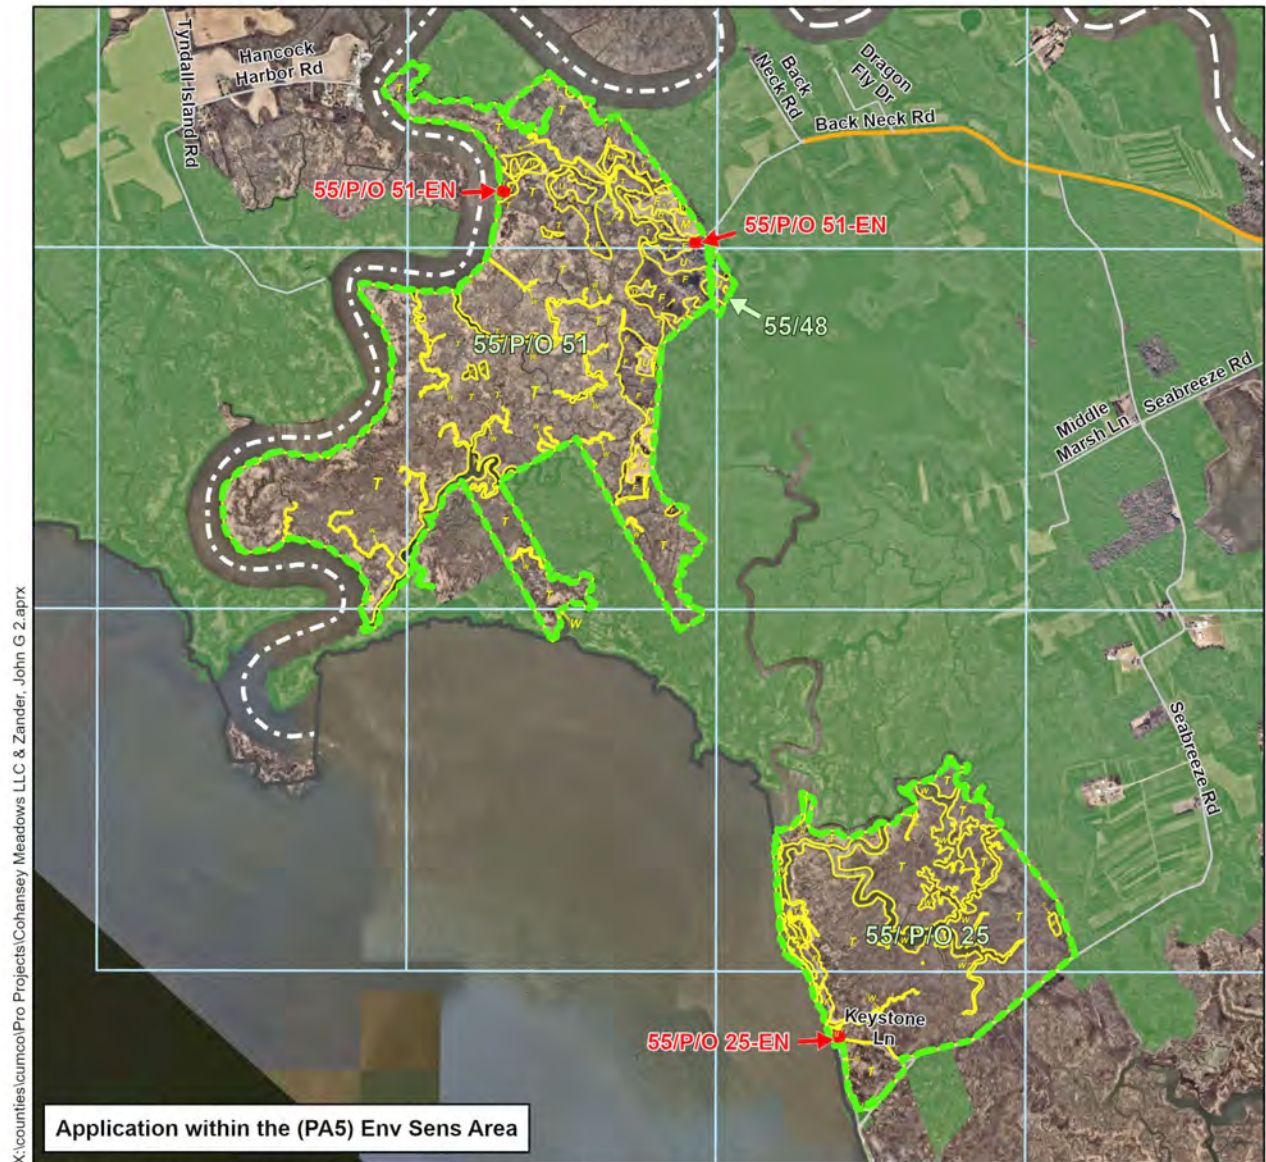 Tyndall Island Rd
Hancock
Harbor Rd
Back
Neck Rd
Dragon
Fly Dr
Back Neck Rd
55/P/O 51-EN
55/P/O 51-EN
55/48
55/P/O 51
Middle
Marsh Ln
Seabreeze Rd
Seabreeze Rd
55/P/O 25
Keystone
Ln
55/P/O 25-EN
T
T
T
T
M
T
F
F
T
T
T
T
W
T
T
T
T
T
W
T
Application within the (PA5) Env Sens Area
X:\counties\cumco\Pro Projects\Cohansey Meadows LLC & Zander, John G 2.aprx